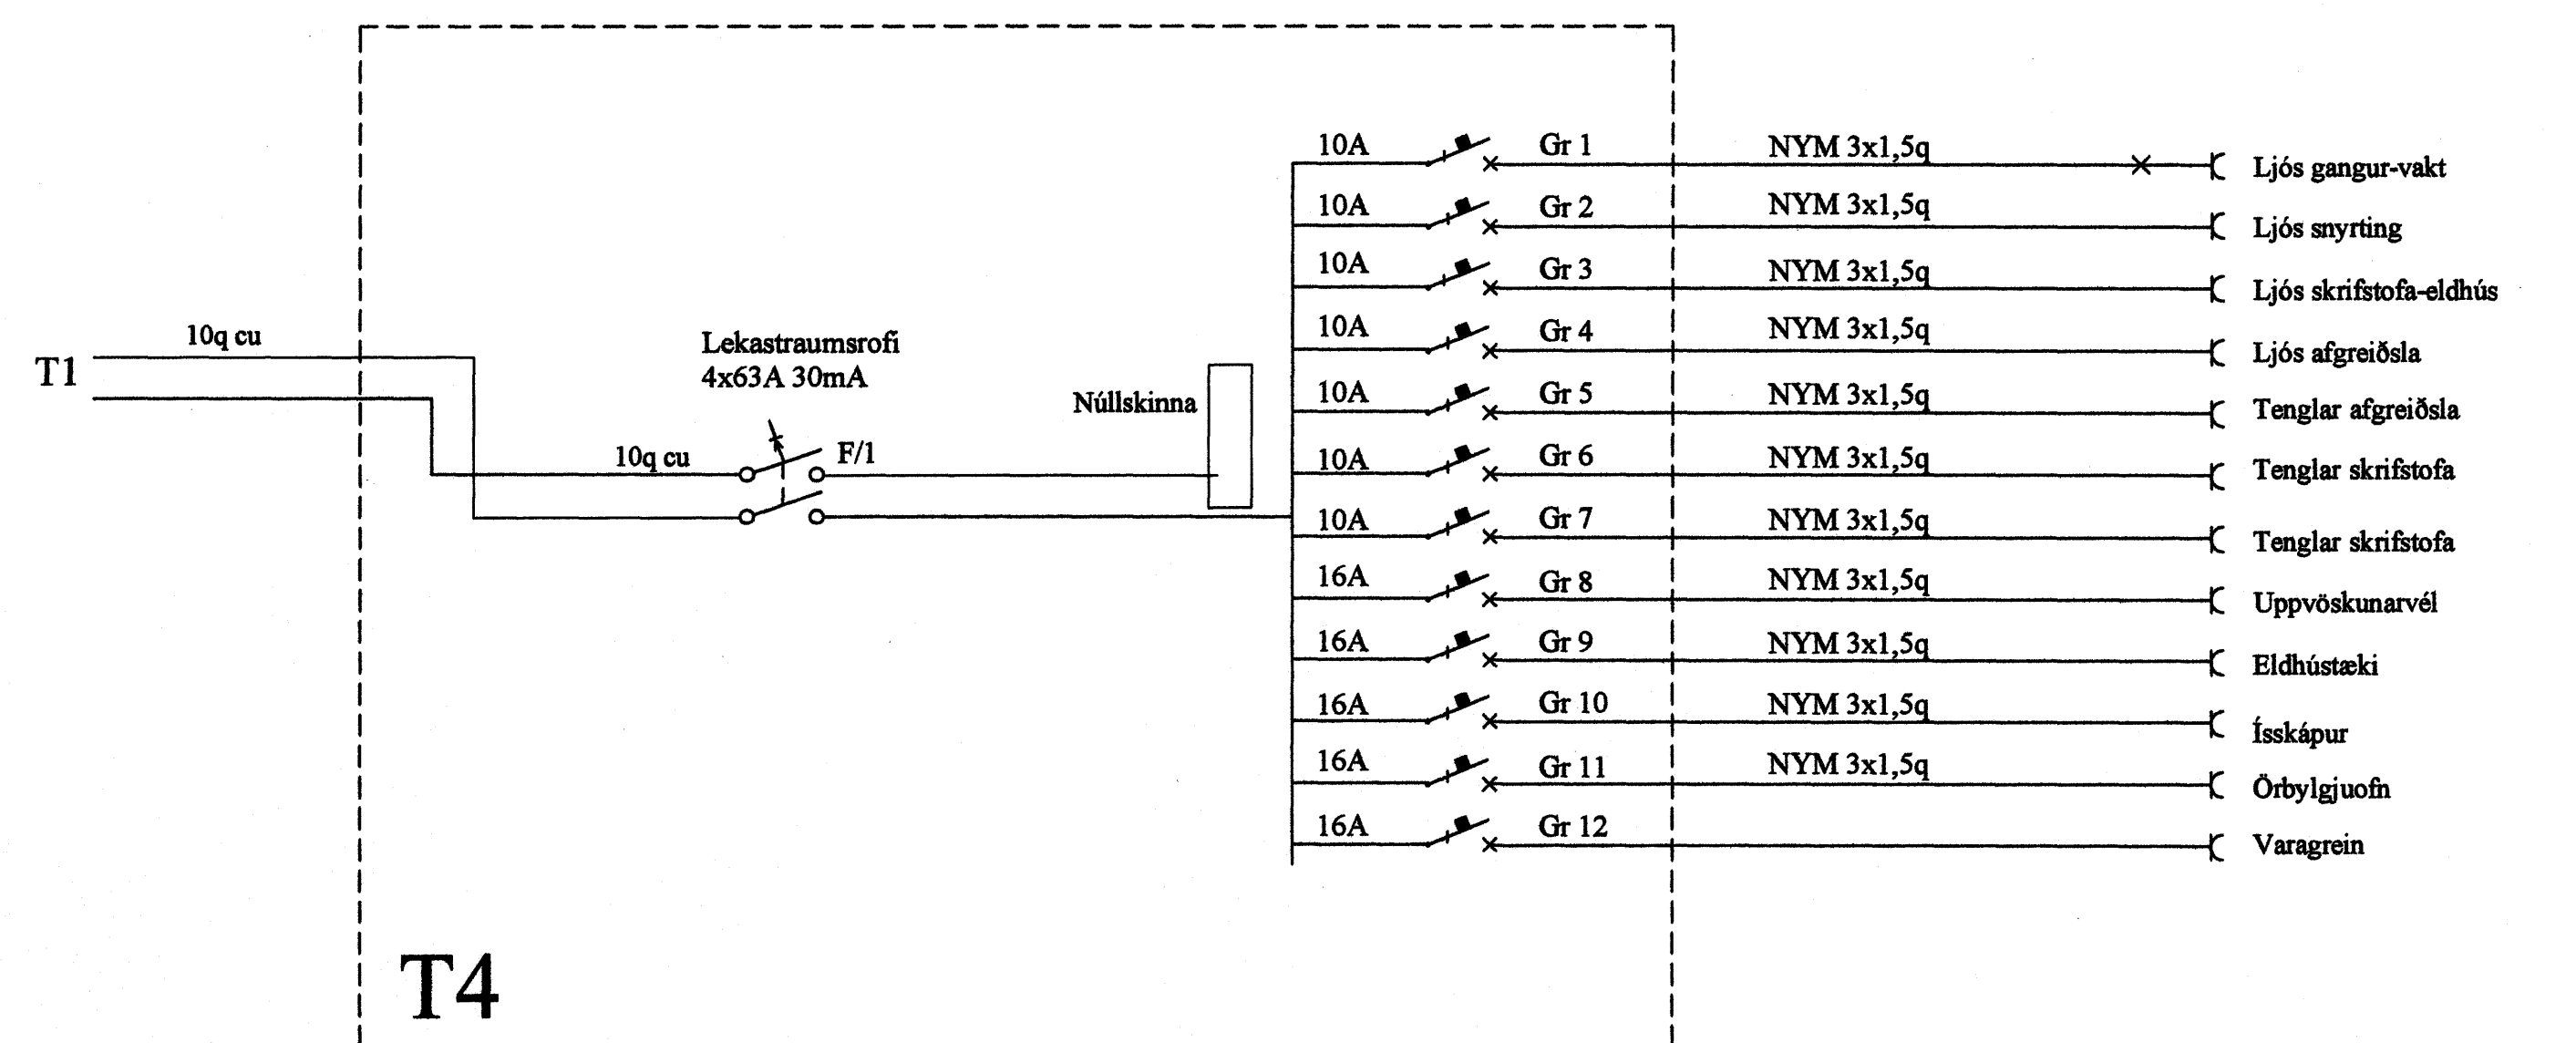 10A Gr 1 NYM 3x1,5q Ljós gangur-vakt
10A Gr 2 NYM 3x1,5q Ljós snyrting
10A Gr 3 NYM 3x1,5q Ljós skrifstofa-eldhús
10A Gr 4 NYM 3x1,5q Ljós afgreiðsla
10A Gr 5 NYM 3x1,5q Tenglar afgreiðsla
10A Gr 6 NYM 3x1,5q Tenglar skrifstofa
10A Gr 7 NYM 3x1,5q Tenglar skrifstofa
16A Gr 8 NYM 3x1,5q Uppvöskunarvél
16A Gr 9 NYM 3x1,5q Eldhústæki
16A Gr 10 NYM 3x1,5q Ísskápur
16A Gr 11 NYM 3x1,5q Örbylgjuofn
16A Gr 12 Varagrein
10q cu
T1
Lekastraumsrofi
4x63A 30mA
Núllskinna
10q cu
F/1
T4